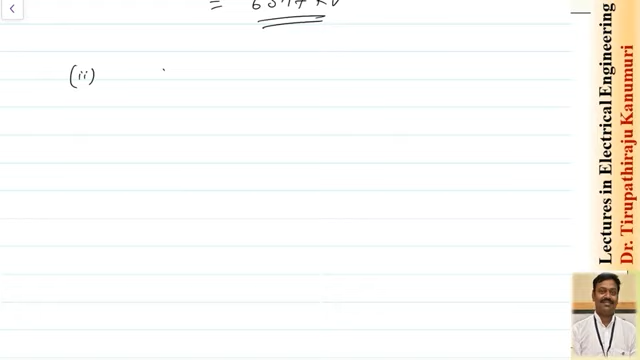 =
(ii)
Lectures in Electrical Engineering
Dr. Tirupathiraju Kanumuri